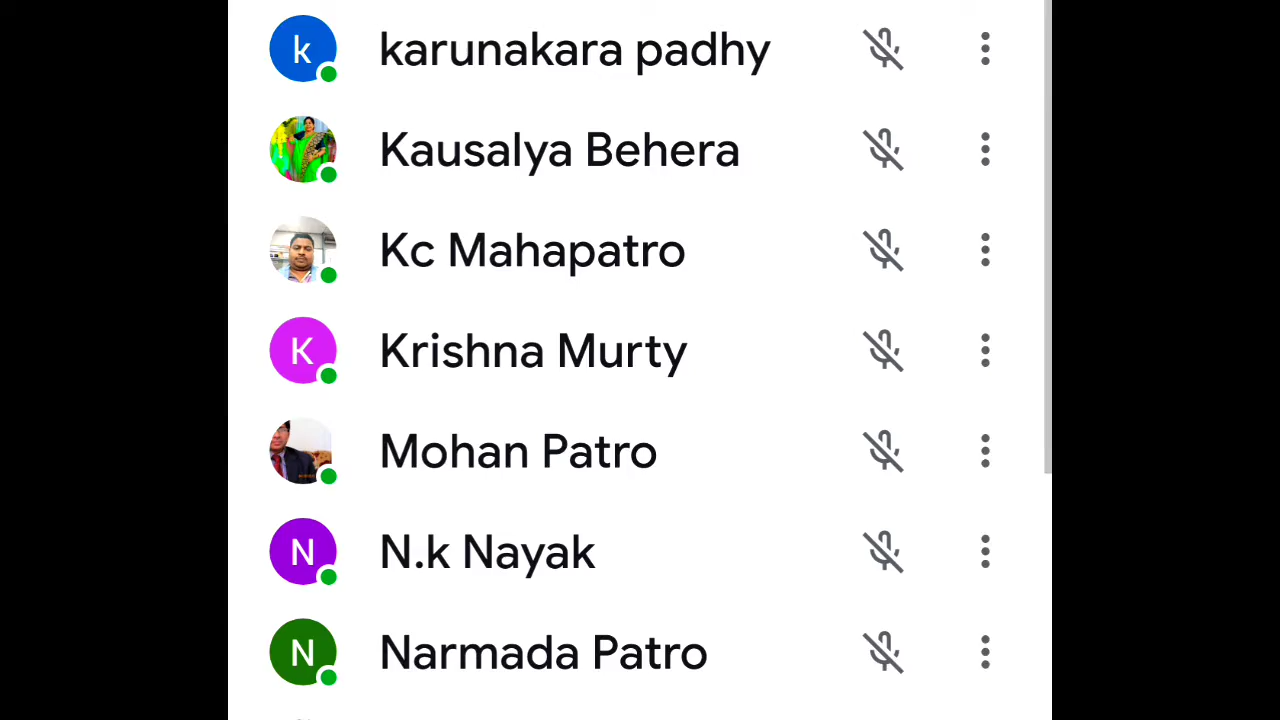 k karunakara padhy
Kausalya Behera
Kc Mahapatro
K Krishna Murty
Mohan Patro
N N.k Nayak
N Narmada Patro